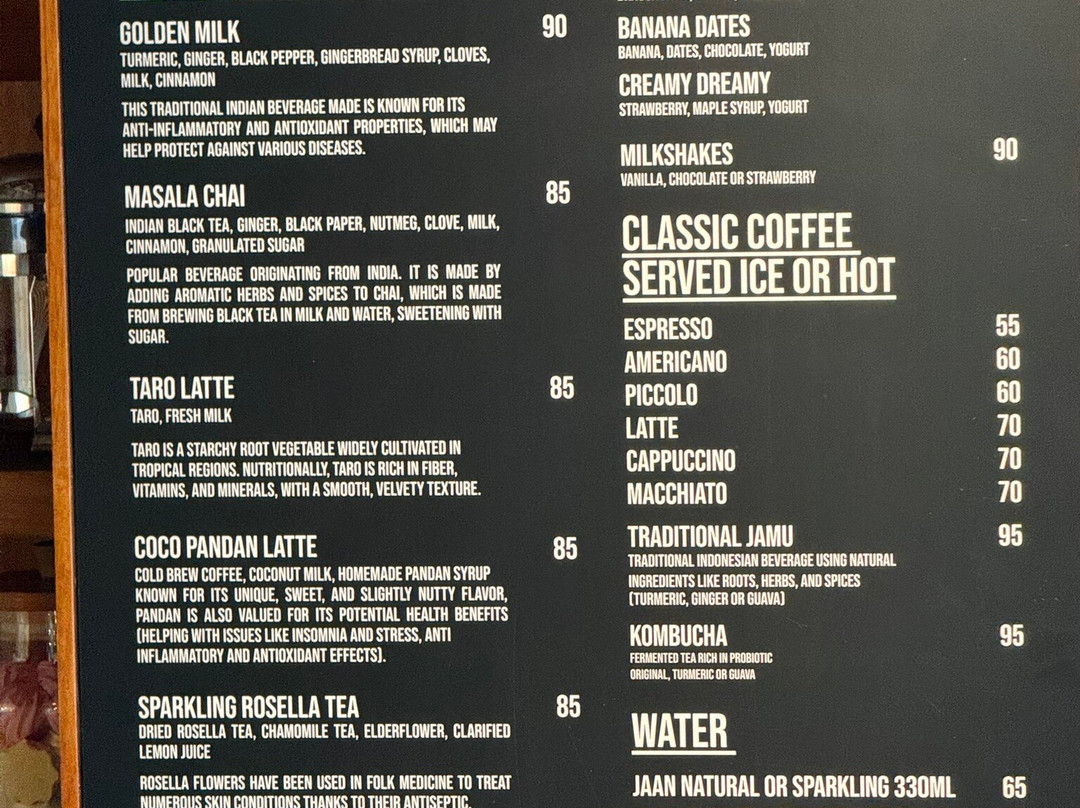 GOLDEN MILK 90
TURMERIC, GINGER, BLACK PEPPER, GINGERBREAD SYRUP, CLOVES,
MILK, CINNAMON
THIS TRADITIONAL INDIAN BEVERAGE MADE IS KNOWN FOR ITS
ANTI-INFLAMMATORY AND ANTIOXIDANT PROPERTIES, WHICH MAY
HELP PROTECT AGAINST VARIOUS DISEASES.
MASALA CHAI 85
INDIAN BLACK TEA, GINGER, BLACK PAPER, NUTMEG, CLOVE, MILK,
CINNAMON, GRANULATED SUGAR
POPULAR BEVERAGE ORIGINATING FROM INDIA. IT IS MADE BY
ADDING AROMATIC HERBS AND SPICES TO CHAI, WHICH IS MADE
FROM BREWING BLACK TEA IN MILK AND WATER, SWEETENING WITH
SUGAR.
TARO LATTE 85
TARO, FRESH MILK
TARO IS A STARCHY ROOT VEGETABLE WIDELY CULTIVATED IN
TROPICAL REGIONS. NUTRITIONALLY, TARO IS RICH IN FIBER,
VITAMINS, AND MINERALS, WITH A SMOOTH, VELVETY TEXTURE.
COCO PANDAN LATTE 85
COLD BREW COFFEE, COCONUT MILK, HOMEMADE PANDAN SYRUP
KNOWN FOR ITS UNIQUE, SWEET, AND SLIGHTLY NUTTY FLAVOR,
PANDAN IS ALSO VALUED FOR ITS POTENTIAL HEALTH BENEFITS
(HELPING WITH ISSUES LIKE INSOMNIA AND STRESS, ANTI
INFLAMMATORY AND ANTIOXIDANT EFFECTS).
SPARKLING ROSELLA TEA 85
DRIED ROSELLA TEA, CHAMOMILE TEA, ELDERFLOWER, CLARIFIED
LEMON JUICE
ROSELLA FLOWERS HAVE BEEN USED IN FOLK MEDICINE TO TREAT
NUMEROUS SKIN CONDITIONS THANKS TO THEIR ANTISEPTIC,
BANANA DATES
BANANA, DATES, CHOCOLATE, YOGURT
CREAMY DREAMY
STRAWBERRY, MAPLE SYRUP, YOGURT
MILKSHAKES 90
VANILLA, CHOCOLATE OR STRAWBERRY
CLASSIC COFFEE
SERVED ICE OR HOT
ESPRESSO 55
AMERICANO 60
PICCOLO 60
LATTE 70
CAPPUCCINO 70
MACCHIATO 70
TRADITIONAL JAMU 95
TRADITIONAL INDONESIAN BEVERAGE USING NATURAL
INGREDIENTS LIKE ROOTS, HERBS, AND SPICES
(TURMERIC, GINGER OR GUAVA)
KOMBUCHA 95
FERMENTED TEA RICH IN PROBIOTIC
ORIGINAL, TURMERIC OR GUAVA
WATER
JAAN NATURAL OR SPARKLING 330ML 65